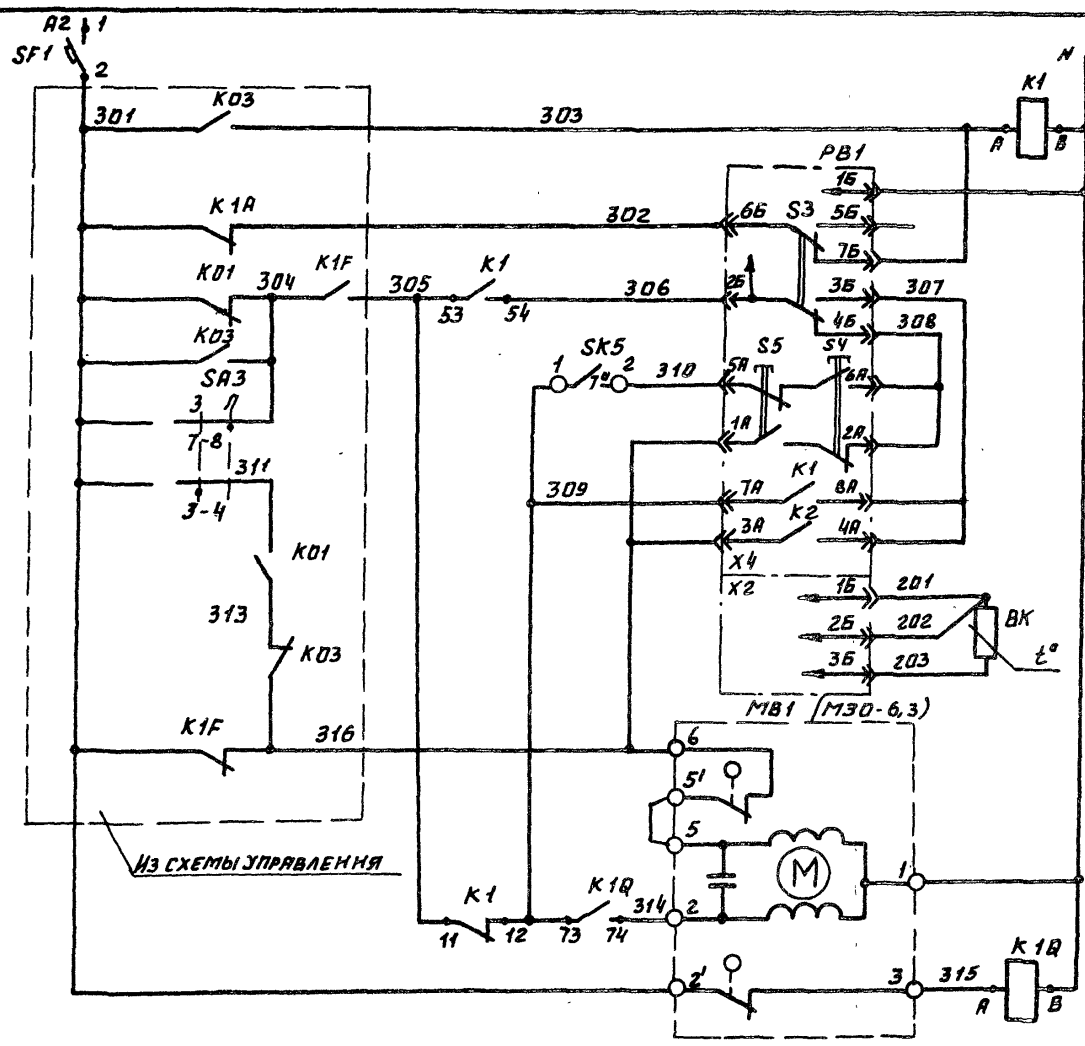 A2 1
SF1
2
N
K1
K03
301
303
A B
PB1
1Б
K1A
302
6Б S3 5Б
7Б
K01
304 K1F
305 K1
306
2Б 3Б 307
53 54
4Б 308
K03
SK5
S5 S4
1 2 310
7"
5A 6A
SA3
3 Л
7-8
1A 2A
311
3-4
309
7A K1 8A
3A K2 4A
K01
X4
X2
1Б 201
313
2Б 202 BK
K03
3Б 203 t°
MB1 (МЭО-6,3)
K1F
316
6
5'
5
ИЗ СХЕМЫ УПРАВЛЕНИЯ
M
1
K1 K1Q 314 2
11 12 73 74
K1Q
2' 3 315
A B